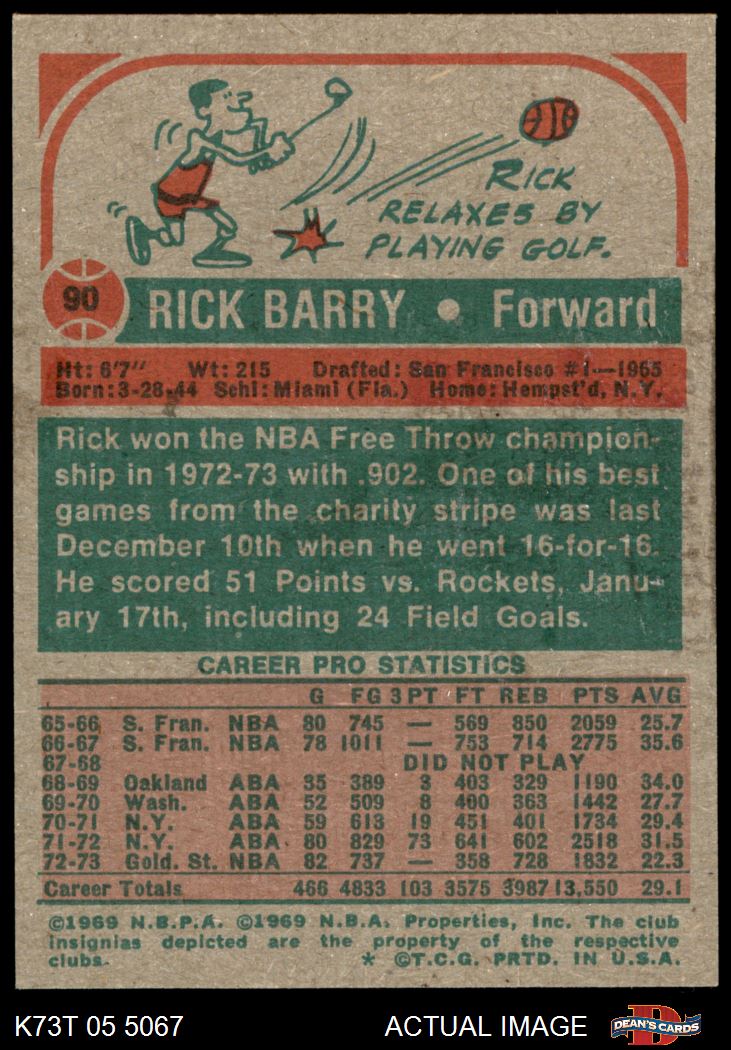 RICK
RELAXES BY
PLAYING GOLF.
90 RICK BARRY • Forward
Ht: 6'7" Wt: 215 Drafted: San Francisco #1—1965
Born: 3-28-44 Schl: Miami (Fla.) Home: Hempst'd, N.Y.
Rick won the NBA Free Throw champion-
ship in 1972-73 with .902. One of his best
games from the charity stripe was last
December 10th when he went 16-for-16.
He scored 51 Points vs. Rockets, Janu-
ary 17th, including 24 Field Goals.
CAREER PRO STATISTICS
G FG 3PT FT REB PTS AVG
65-66 S. Fran. NBA 80 745 — 569 850 2059 25.7
66-67 S. Fran. NBA 78 1011 — 753 714 2775 35.6
67-68 DID NOT PLAY
68-69 Oakland ABA 35 389 3 403 329 1190 34.0
69-70 Wash. ABA 52 509 8 400 363 1442 27.7
70-71 N.Y. ABA 59 613 19 451 401 1734 29.4
71-72 N.Y. ABA 80 829 73 641 602 2518 31.5
72-73 Gold. St. NBA 82 737 — 358 728 1832 22.3
Career Totals 466 4833 103 3575 3987 13,550 29.1
©1969 N.B.P.A. ©1969 N.B.A. Properties, Inc. The club
insignias depicted are the property of the respective
clubs. * ©T.C.G. PRTD. IN U.S.A.
K73T 05 5067 ACTUAL IMAGE D DEAN'S CARDS